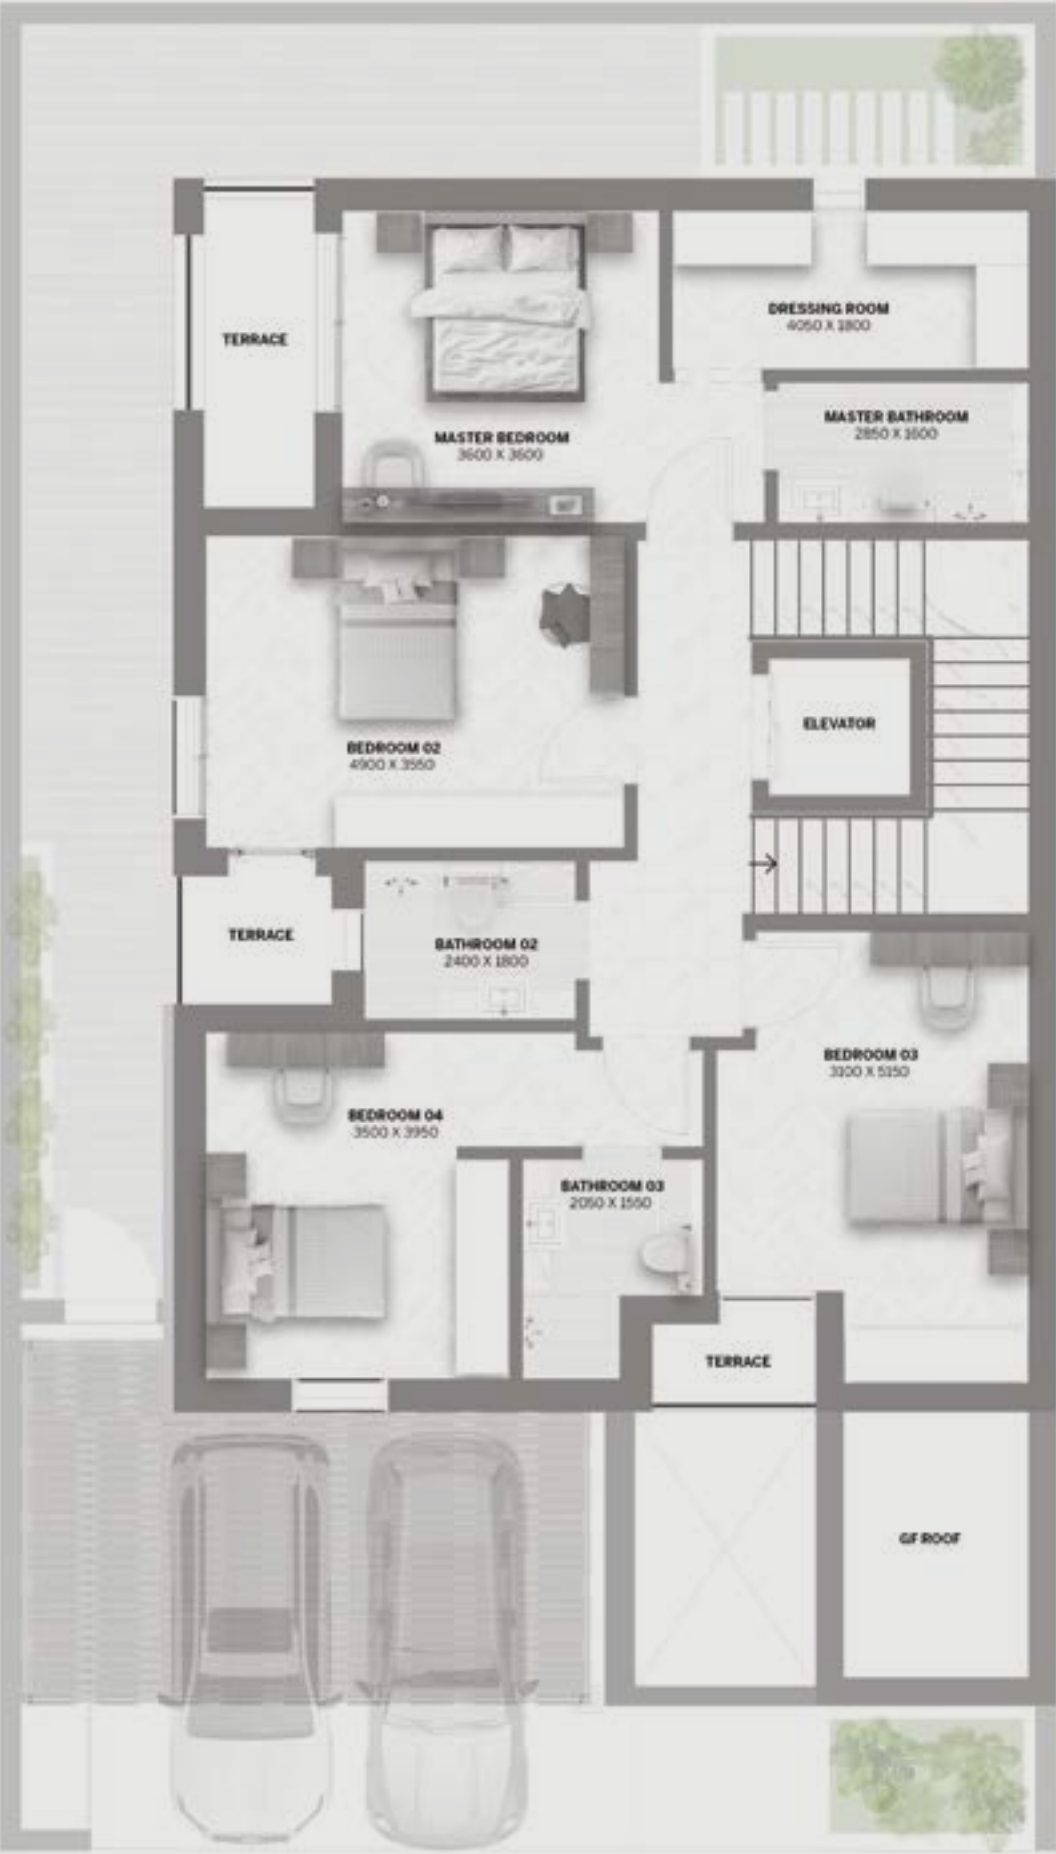 DRESSING ROOM
4050 X 1800
TERRACE
MASTER BATHROOM
2850 X 1600
MASTER BEDROOM
3600 X 3600
ELEVATOR
BEDROOM 02
4900 X 3550
TERRACE
BATHROOM 02
2400 X 1800
BEDROOM 03
3100 X 5150
BEDROOM 04
3500 X 3950
BATHROOM 03
2050 X 1550
TERRACE
GF ROOF